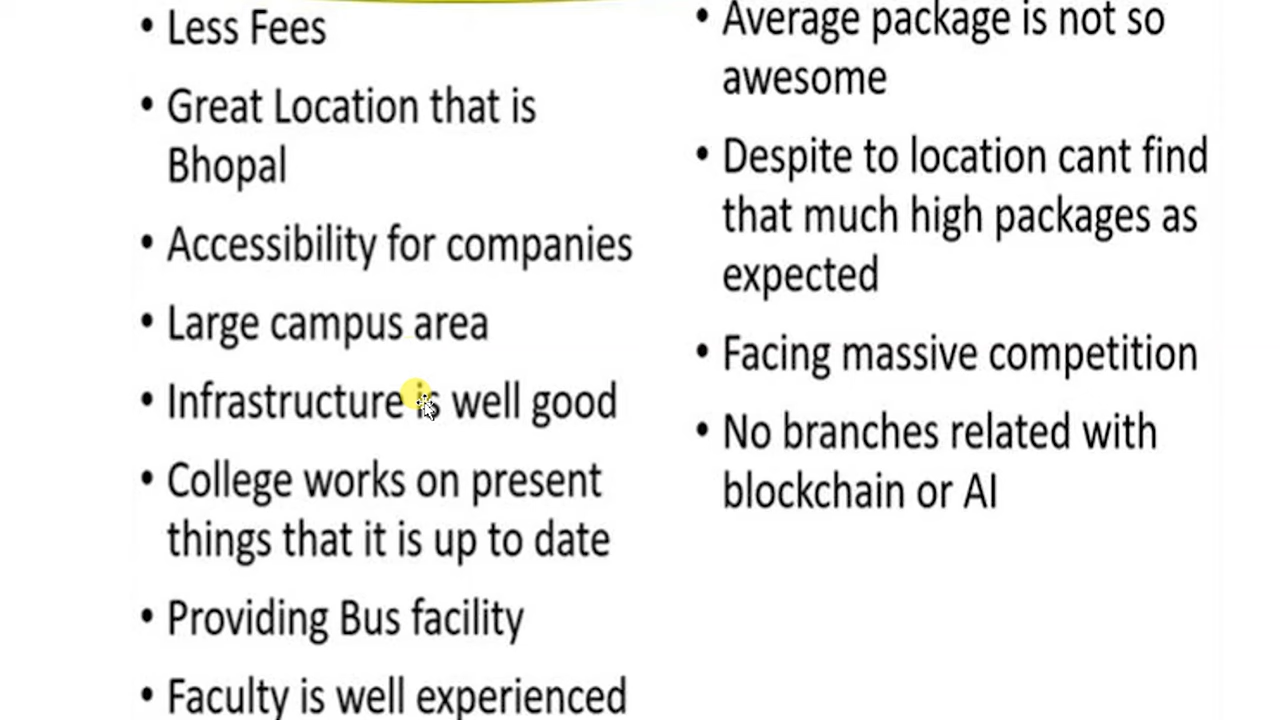 • Less Fees
• Great Location that is
Bhopal
• Accessibility for companies
• Large campus area
• Infrastructure is well good
• College works on present
things that it is up to date
• Providing Bus facility
• Faculty is well experienced
• Average package is not so
awesome
• Despite to location cant find
that much high packages as
expected
• Facing massive competition
• No branches related with
blockchain or AI